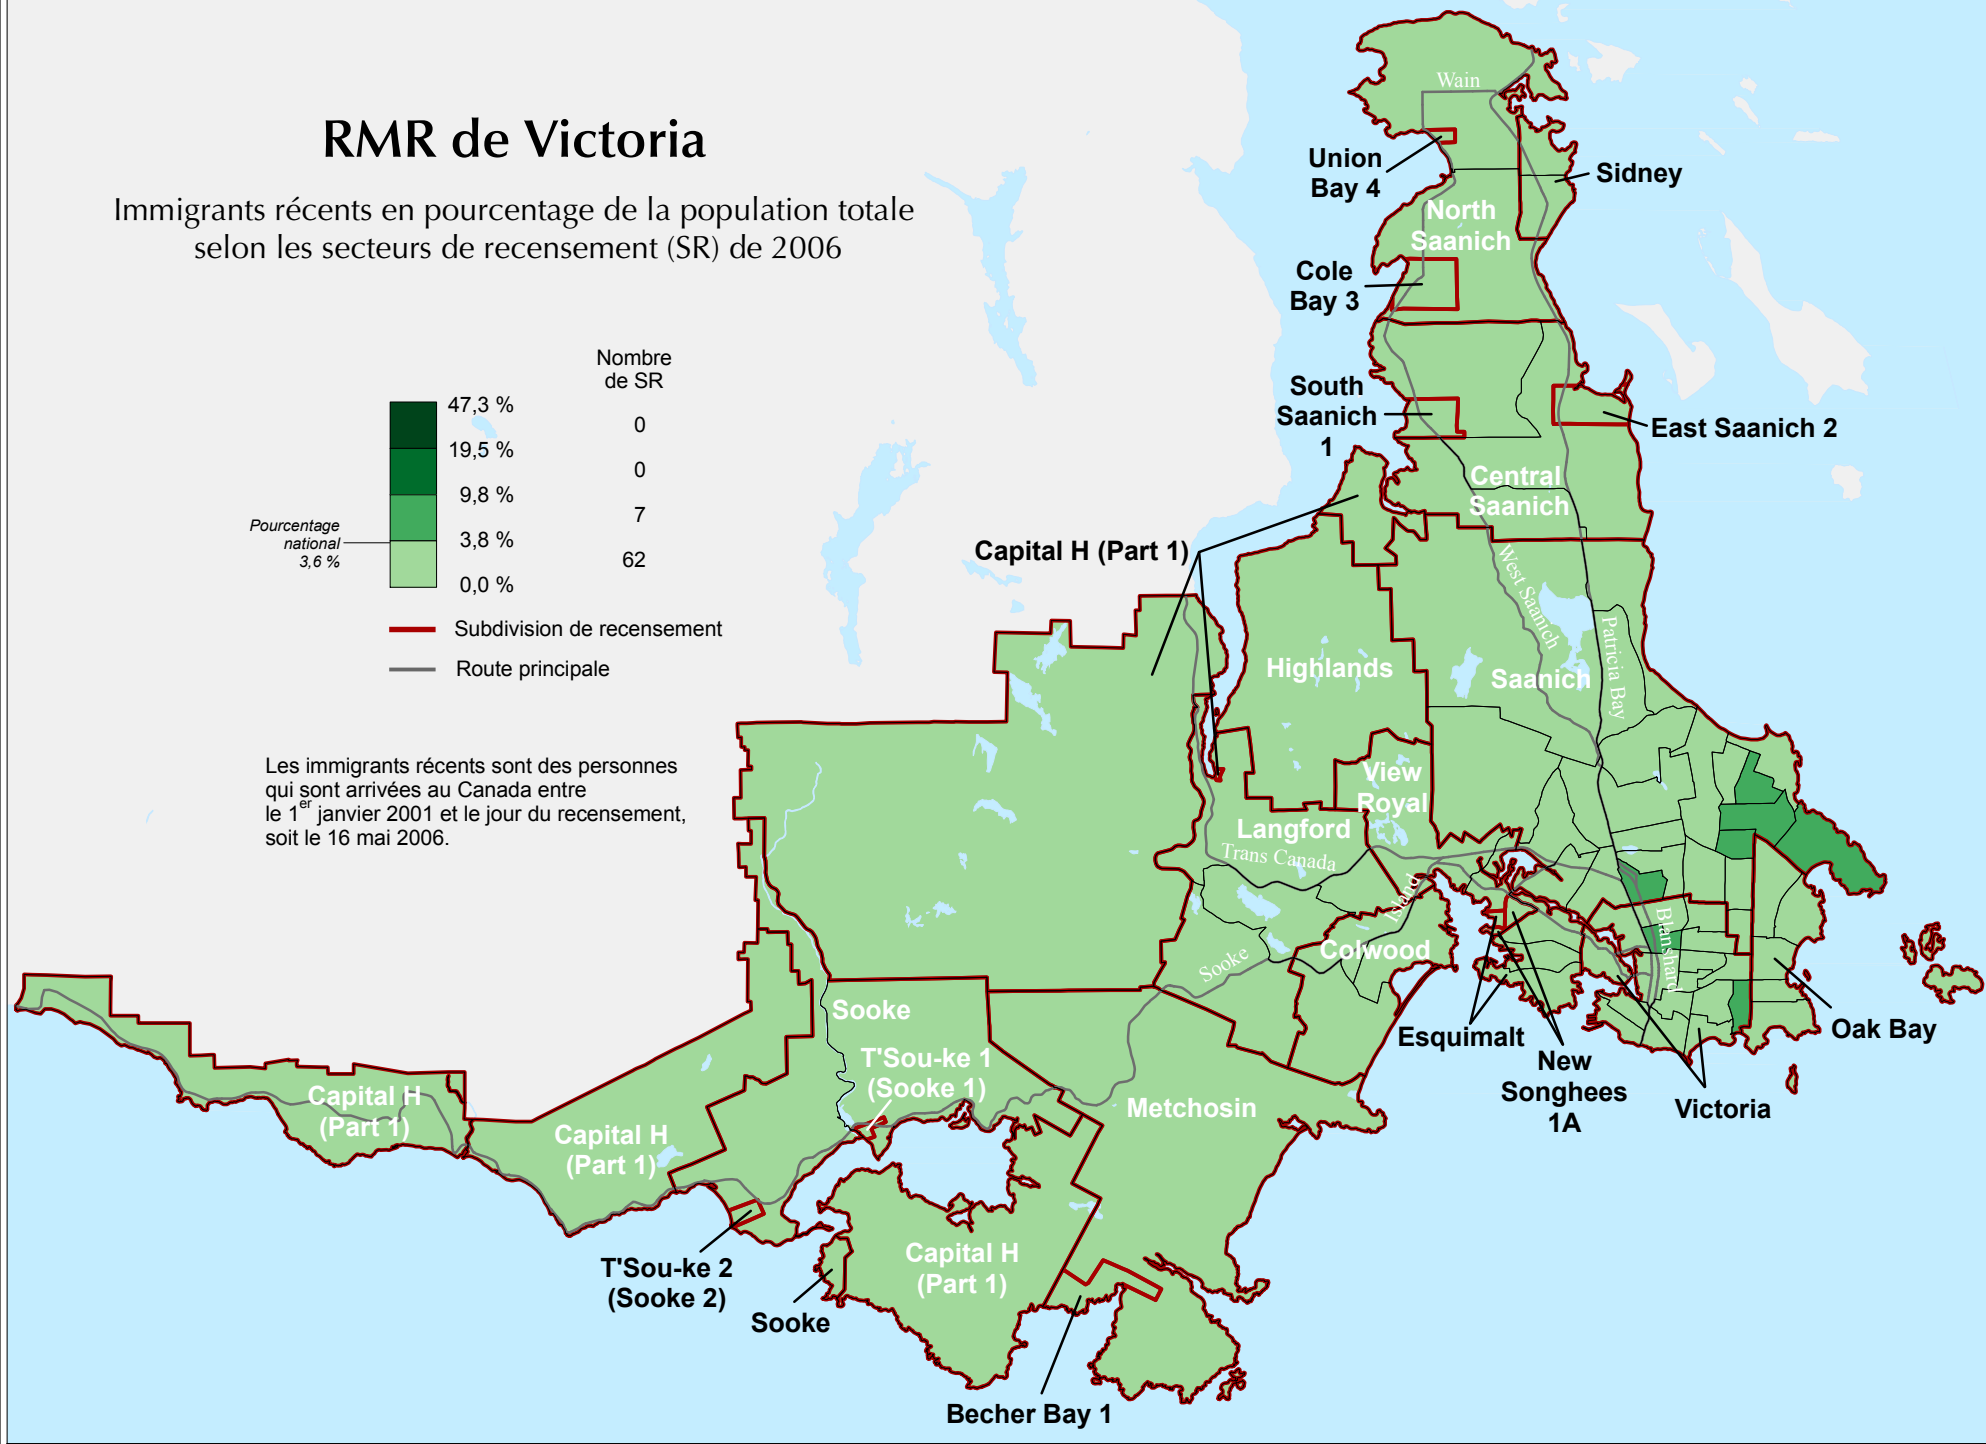 RMR de Victoria
Immigrants récents en pourcentage de la population totale
selon les secteurs de recensement (SR) de 2006
Nombre
de SR
47,3 %
0
19,5 %
0
9,8 %
7
3,8 %
62
0,0 %
Pourcentage
national
3,6 %
Subdivision de recensement
Route principale
Les immigrants récents sont des personnes
qui sont arrivées au Canada entre
le 1er janvier 2001 et le jour du recensement,
soit le 16 mai 2006.
Wain
Union
Bay 4
Sidney
North
Saanich
Cole
Bay 3
South
Saanich
1
East Saanich 2
Central
Saanich
Capital H (Part 1)
West Saanich
Patricia Bay
Highlands
Saanich
View
Royal
Langford
Trans Canada
Island
Blanshard
Colwood
Sooke
Sooke
T'Sou-ke 1
(Sooke 1)
Esquimalt
New
Songhees
1A
Oak Bay
Victoria
Metchosin
Capital H
(Part 1)
Capital H
(Part 1)
T'Sou-ke 2
(Sooke 2)
Sooke
Capital H
(Part 1)
Becher Bay 1